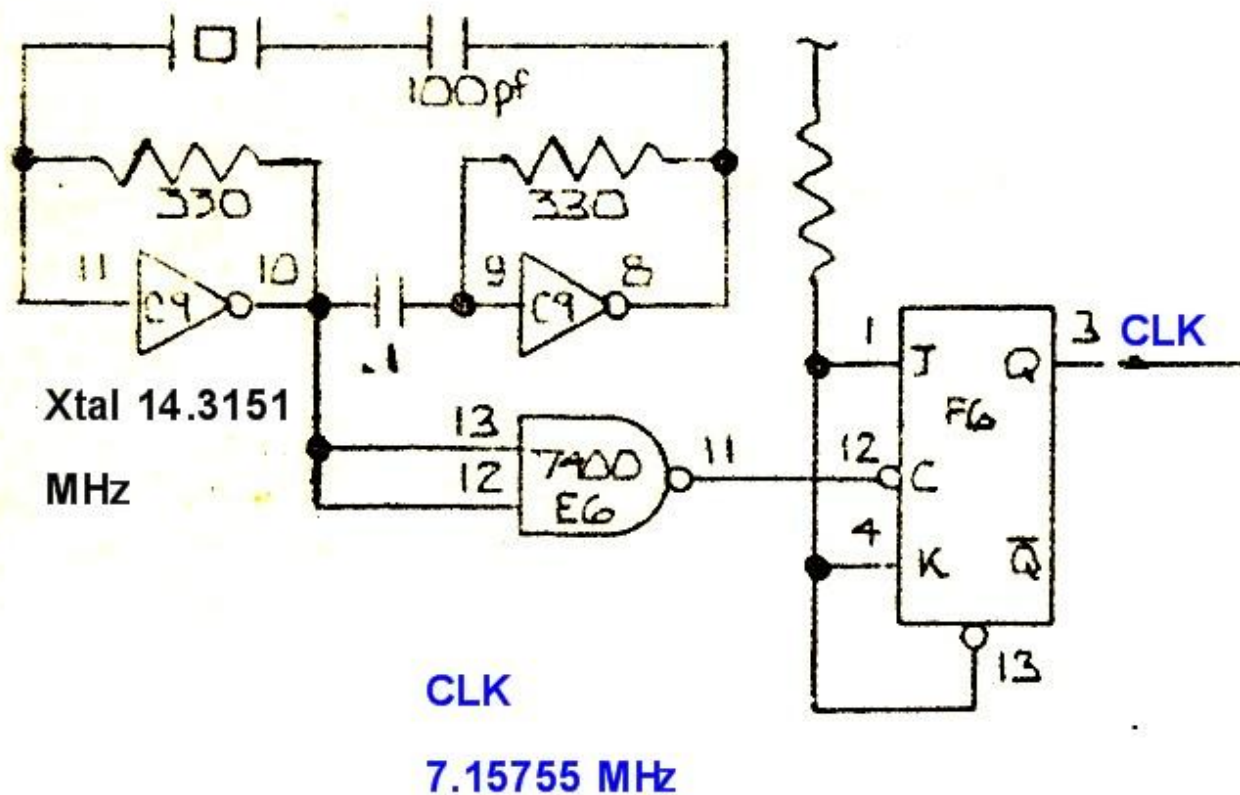 100pf
330
330
11
C9
10
9
C9
8
.1
Xtal 14.3151
MHz
13
12
7400
E6
11
1
J
Q
3
CLK
F6
12
C
4
K
Q̅
13
CLK
7.15755 MHz